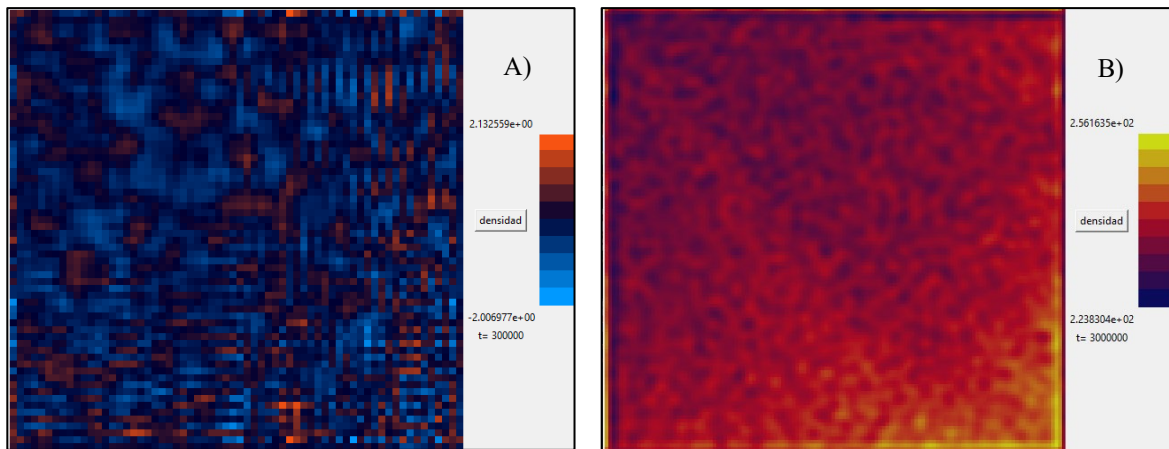 A)
2.132559e+00
densidad
-2.006977e+00
t= 300000
B)
2.561635e+02
densidad
2.238304e+02
t= 3000000